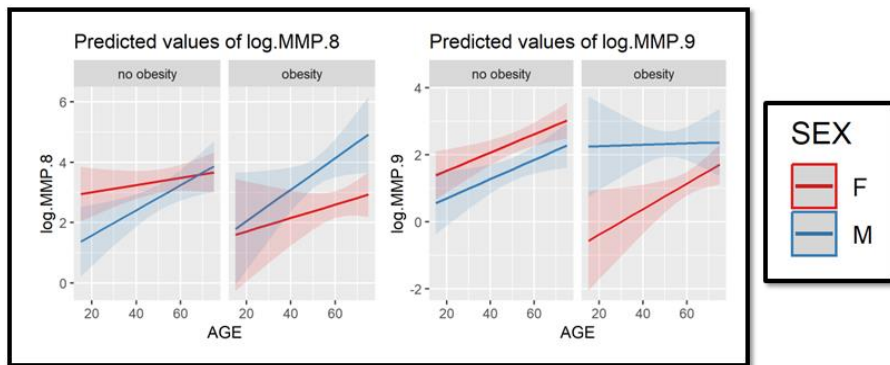 Predicted values of log.MMP.8
no obesity
obesity
log.MMP.8
6
4
2
0
20
40
60
20
40
60
AGE
Predicted values of log.MMP.9
no obesity
obesity
log.MMP.9
4
2
0
-2
20
40
60
20
40
60
AGE
SEX
F
M